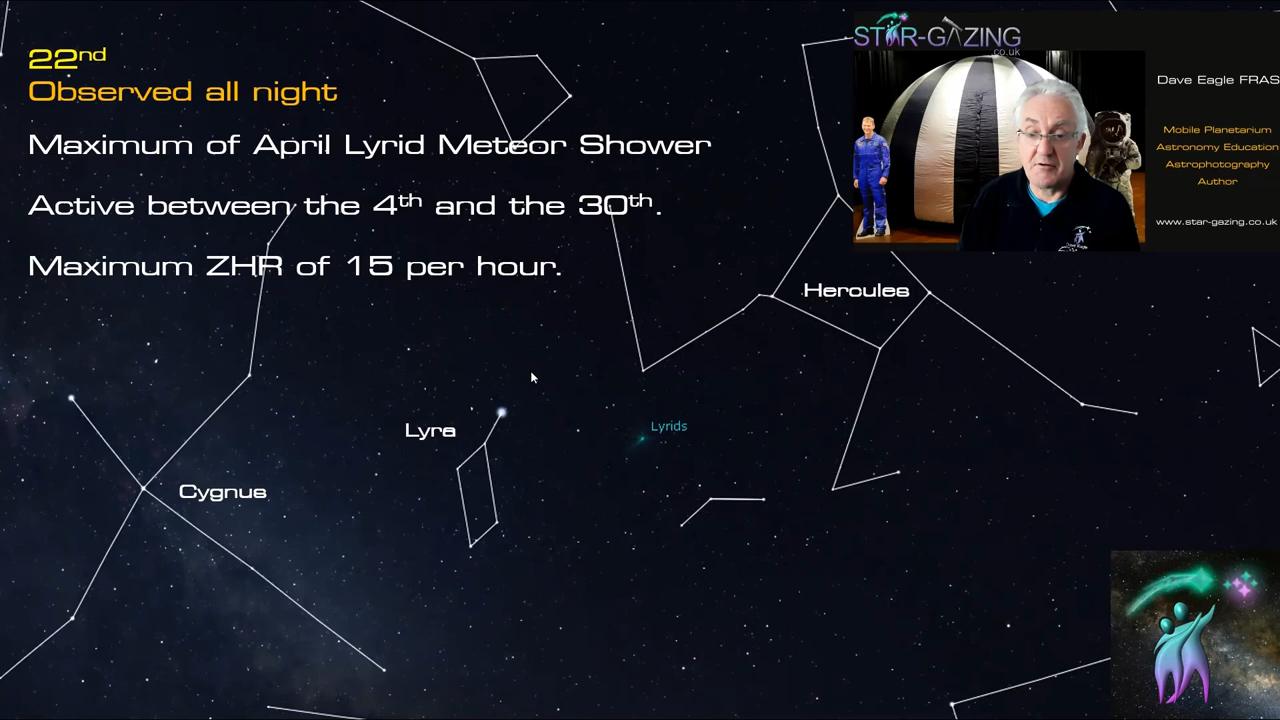 22nd
Observed all night
Maximum of April Lyrid Meteor Shower
Active between the 4th and the 30th.
Maximum ZHR of 15 per hour.
STAR-GAZING
.co.uk
Dave Eagle FRAS
Mobile Planetarium
Astronomy Education
Astrophotography
Author
www.star-gazing.co.uk
Hercules
Lyra
Lyrids
Cygnus